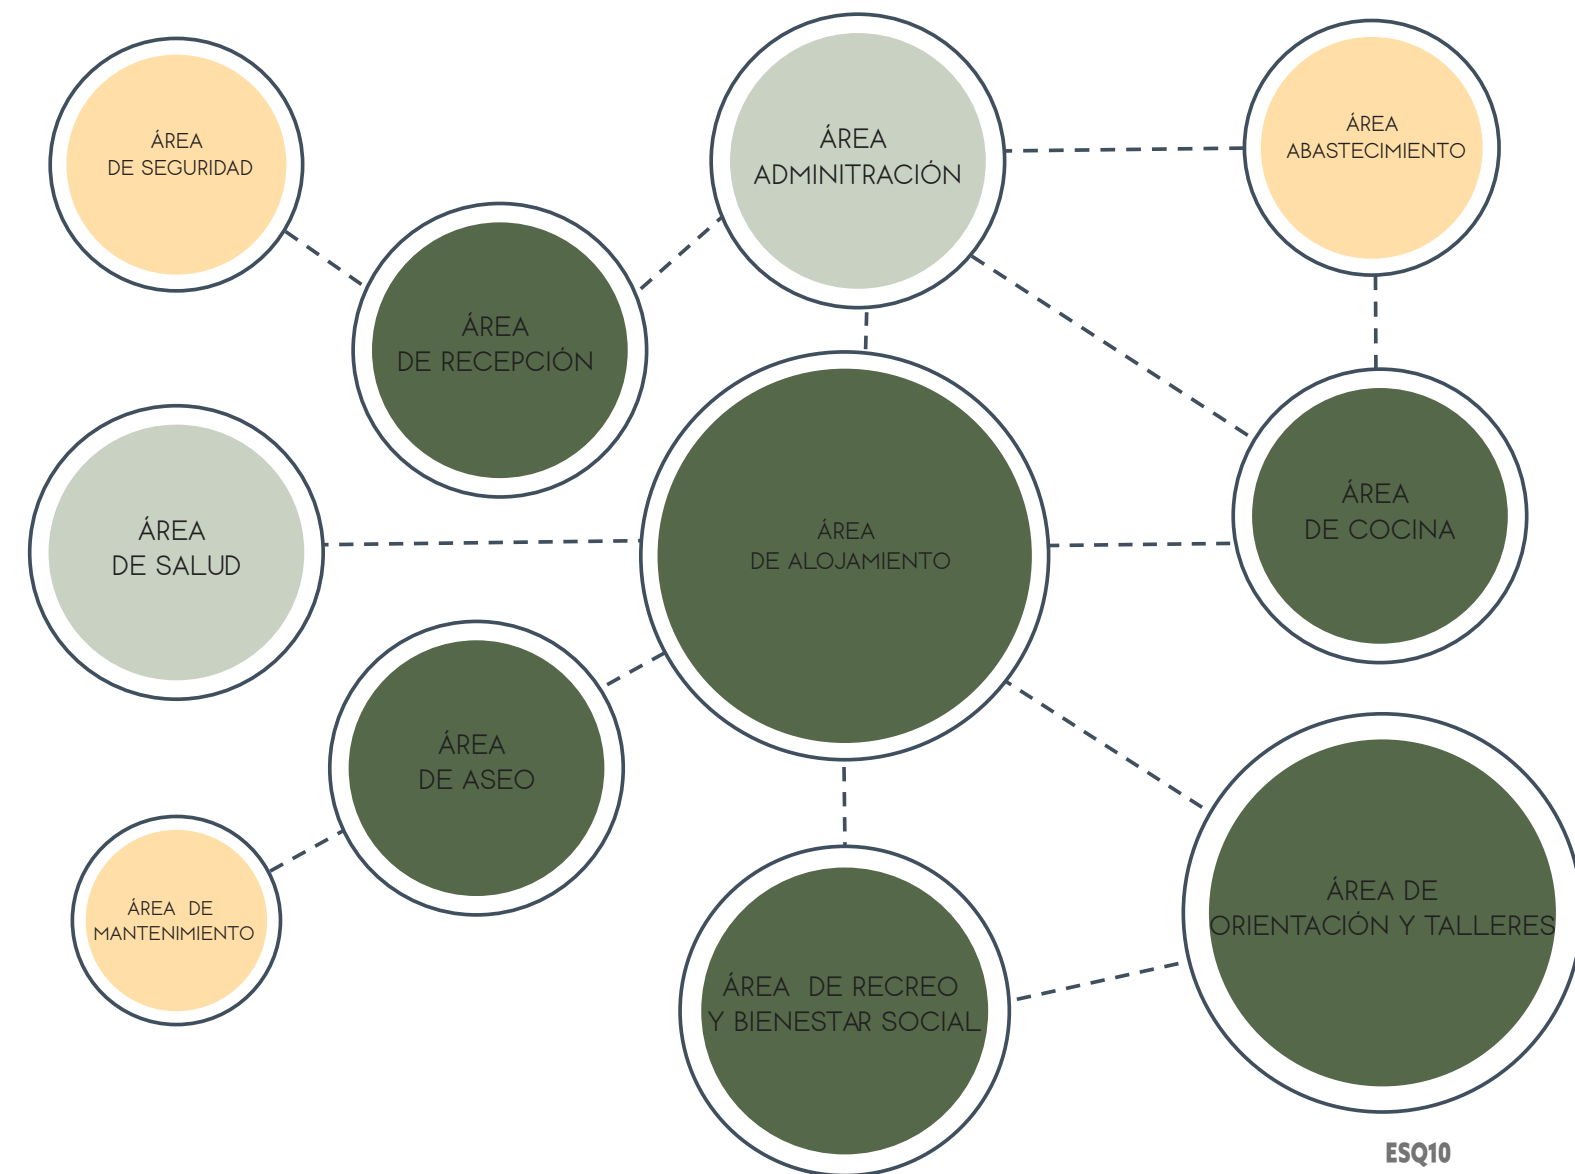 ÁREA
DE SEGURIDAD
ÁREA
ADMINITRACIÓN
ÁREA
ABASTECIMIENTO
ÁREA
DE RECEPCIÓN
ÁREA
DE SALUD
ÁREA
DE ALOJAMIENTO
ÁREA
DE COCINA
ÁREA
DE ASEO
ÁREA DE
MANTENIMIENTO
ÁREA DE RECREO
Y BIENESTAR SOCIAL
ÁREA DE
ORIENTACIÓN Y TALLERES
ESQ10